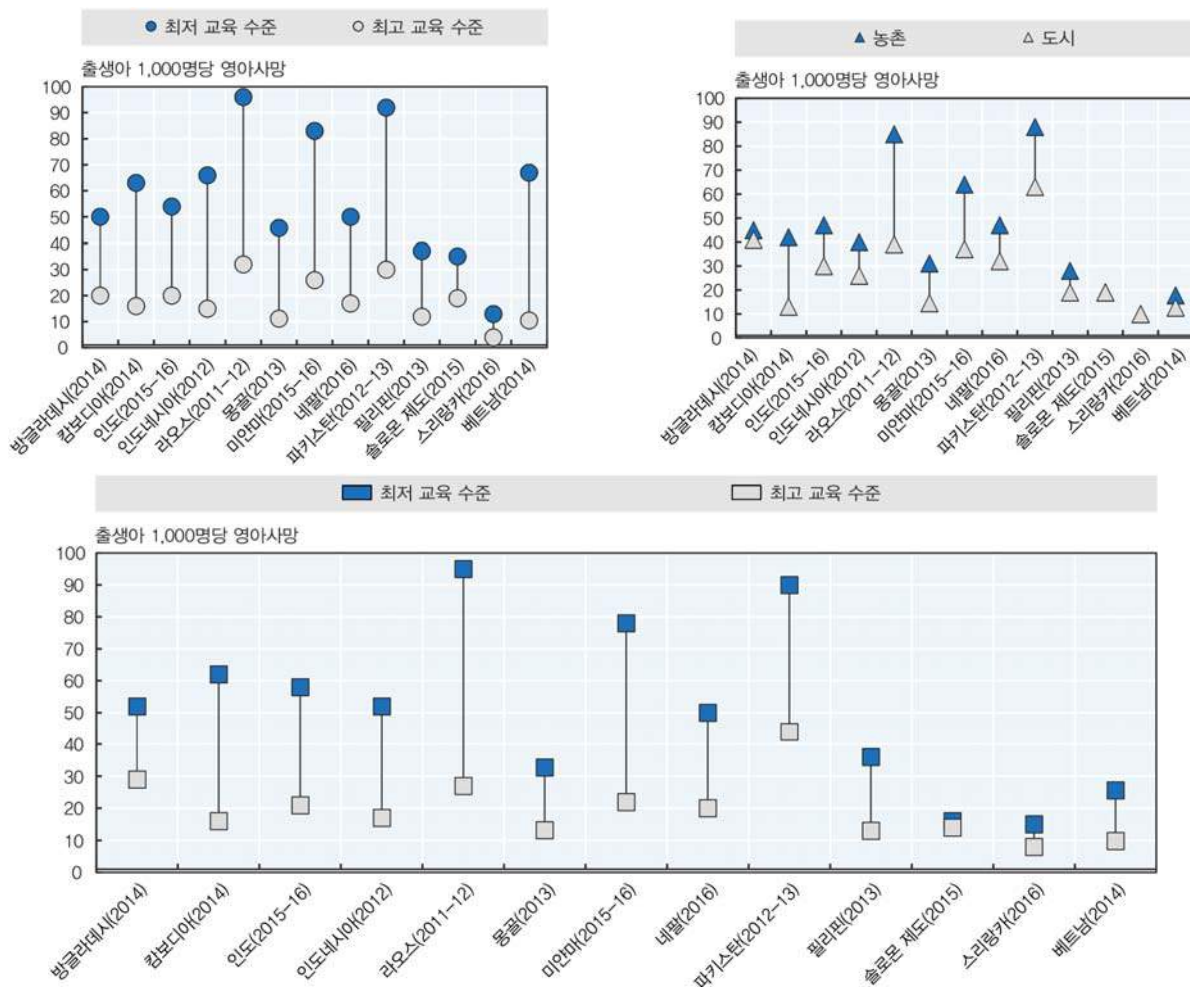 최저 교육 수준 최고 교육 수준
출생아 1,000명당 영아사망
100
90
80
70
60
50
40
30
20
10
0
방글라데시(2014)
캄보디아(2014)
인도(2015-16)
인도네시아(2012)
라오스(2011-12)
몽골(2013)
미얀마(2015-16)
네팔(2016)
파키스탄(2012-13)
필리핀(2013)
솔로몬 제도(2015)
스리랑카(2016)
베트남(2014)
농촌 도시
출생아 1,000명당 영아사망
100
90
80
70
60
50
40
30
20
10
0
방글라데시(2014)
캄보디아(2014)
인도(2015-16)
인도네시아(2012)
라오스(2011-12)
몽골(2013)
미얀마(2015-16)
네팔(2016)
파키스탄(2012-13)
필리핀(2013)
솔로몬 제도(2015)
스리랑카(2016)
베트남(2014)
최저 교육 수준 최고 교육 수준
출생아 1,000명당 영아사망
100
90
80
70
60
50
40
30
20
10
0
방글라데시(2014)
캄보디아(2014)
인도(2015-16)
인도네시아(2012)
라오스(2011-12)
몽골(2013)
미얀마(2015-16)
네팔(2016)
파키스탄(2012-13)
필리핀(2013)
솔로몬 제도(2015)
스리랑카(2016)
베트남(2014)